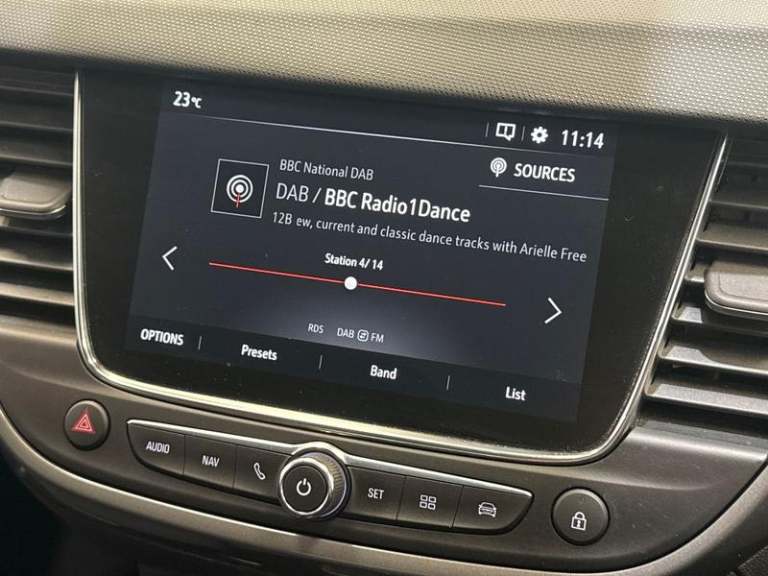 23°C
11:14
SOURCES
BBC National DAB
DAB / BBC Radio1Dance
12B ew, current and classic dance tracks with Arielle Free
Station 4/14
RDS DAB FM
OPTIONS Presets Band List
AUDIO NAV SET